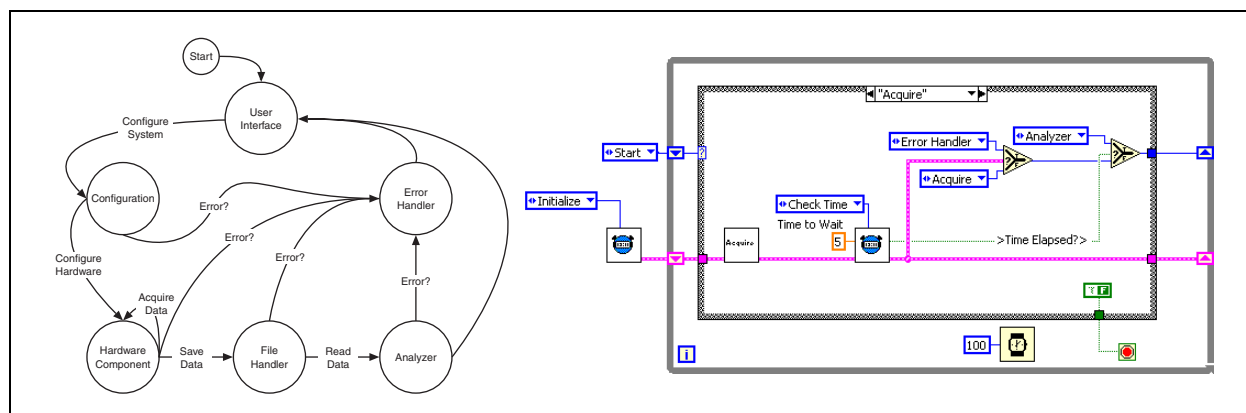 Start
User
Interface
Configure
System
Configuration
Error?
Error
Handler
Error?
Configure
Hardware
Error?
Error?
Acquire
Data
Hardware
Component
Save
Data
File
Handler
Read
Data
Analyzer
"Acquire"
Start
?
Error Handler
Analyzer
?
F
?
F
Acquire
Initialize
Check Time
Time to Wait
5
Acquire
>Time Elapsed?>
F
100
i